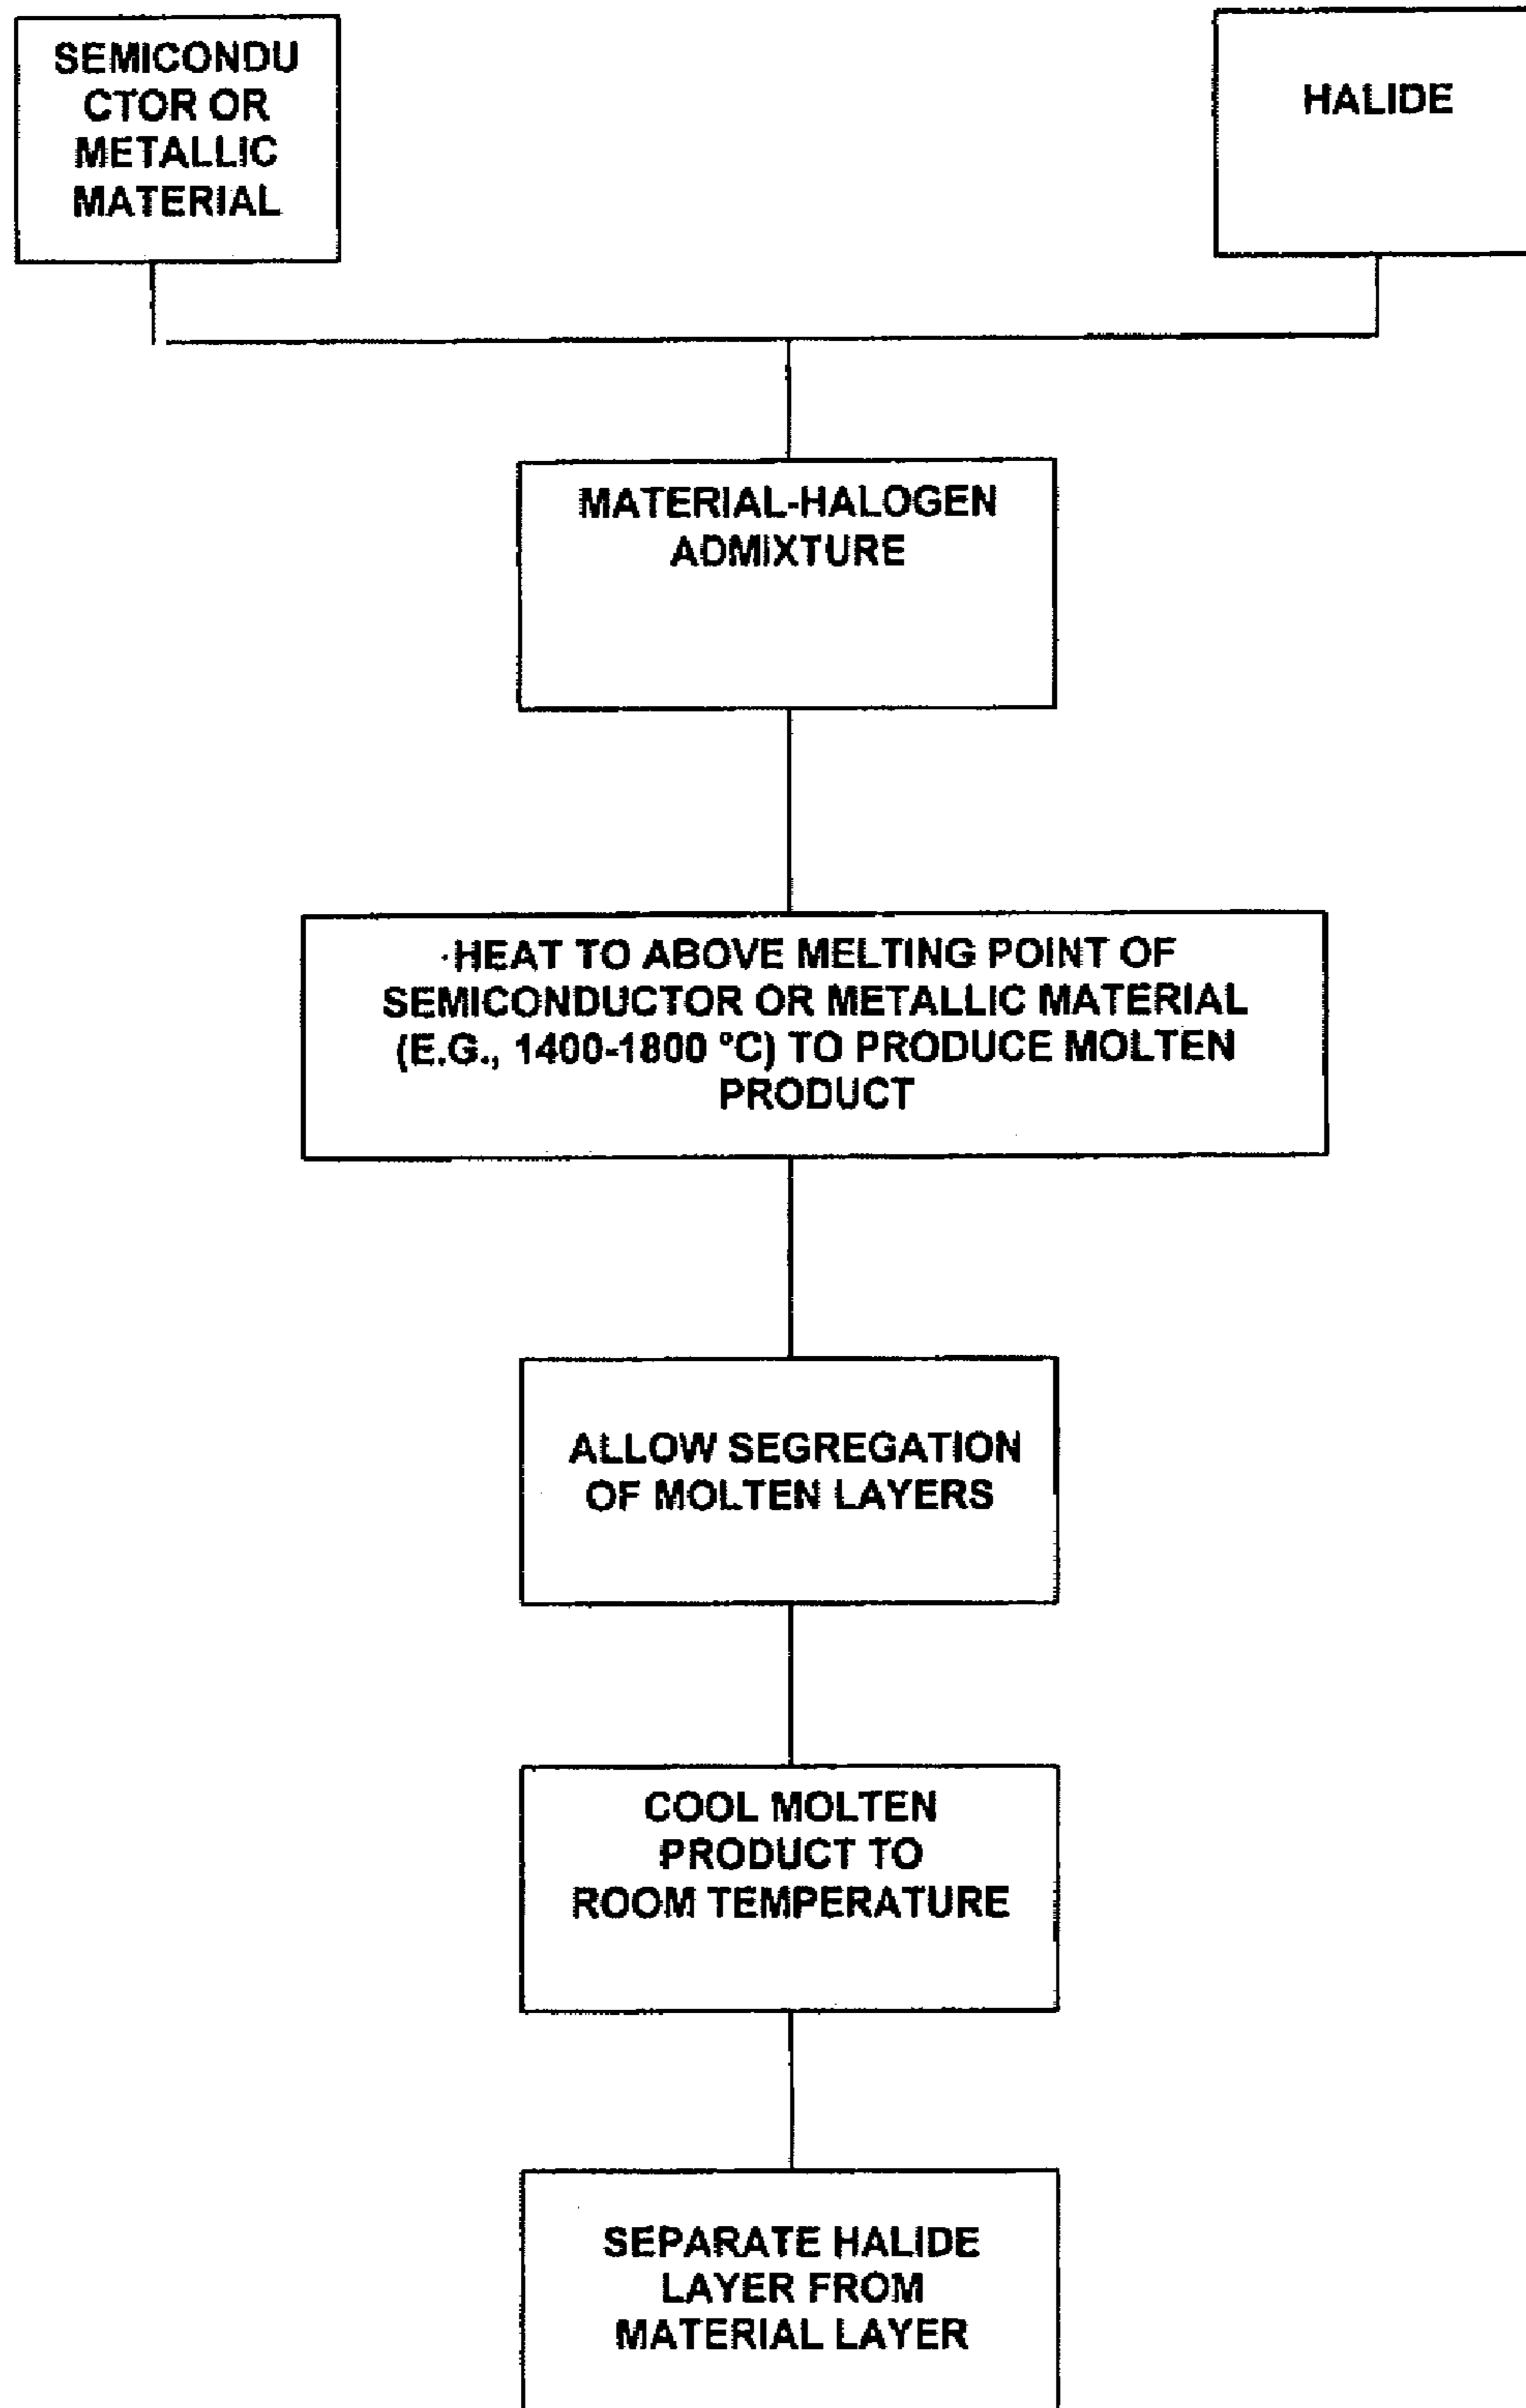 SEMICONDU
CTOR OR
METALLIC
MATERIAL
HALIDE
MATERIAL-HALOGEN
ADMIXTURE
HEAT TO ABOVE MELTING POINT OF
SEMICONDUCTOR OR METALLIC MATERIAL
(E.G., 1400-1800 °C) TO PRODUCE MOLTEN
PRODUCT
ALLOW SEGREGATION
OF MOLTEN LAYERS
COOL MOLTEN
PRODUCT TO
ROOM TEMPERATURE
SEPARATE HALIDE
LAYER FROM
MATERIAL LAYER